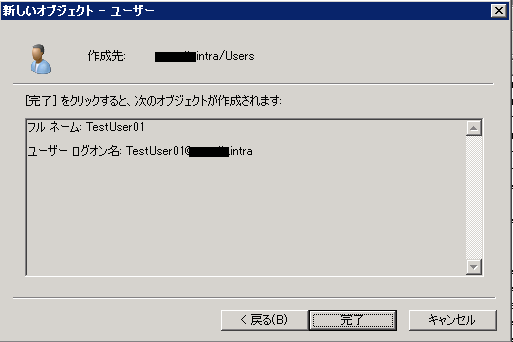 新しいオブジェクト - ユーザー
作成先: intra/Users
[完了] をクリックすると、次のオブジェクトが作成されます:
フル ネーム: TestUser01
ユーザー ログオン名: TestUser01@ .intra
< 戻る(B) 完了 キャンセル